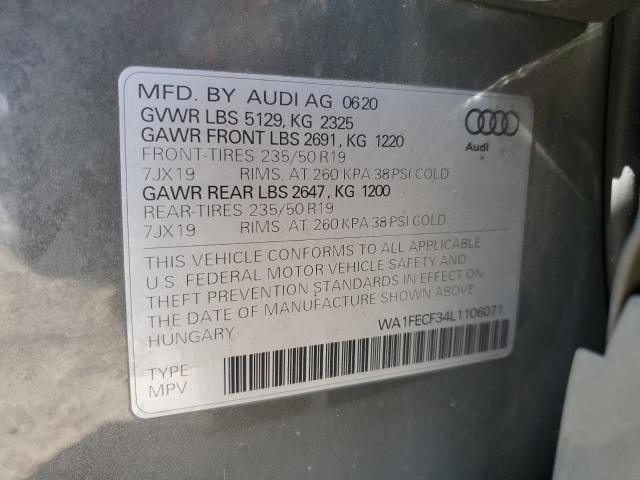 MFD. BY AUDI AG 0620
GVWR LBS 5129, KG 2325
GAWR FRONT LBS 2691, KG 1220
FRONT-TIRES 235/50 R19
7JX19 RIMS, AT 260 KPA 38 PSI COLD
GAWR REAR LBS 2647, KG 1200
REAR-TIRES 235/50 R19
7JX19 RIMS, AT 260 KPA 38 PSI COLD
Audi
THIS VEHICLE CONFORMS TO ALL APPLICABLE
U.S. FEDERAL MOTOR VEHICLE SAFETY AND
THEFT PREVENTION STANDARDS IN EFFECT ON
THE DATE OF MANUFACTURE SHOWN ABOVE
HUNGARY
WA1FECF34L1106071
TYPE:
MPV